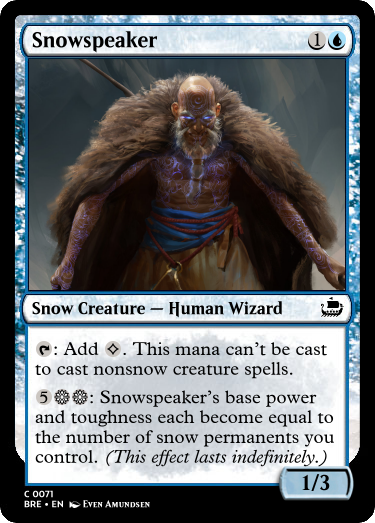 Snowspeaker 1
Snow Creature — Human Wizard
: Add . This mana can't be cast
to cast nonsnow creature spells.
5 : Snowspeaker's base power
and toughness each become equal to
the number of snow permanents you
control. (This effect lasts indefinitely.)
1/3
C 0071
BRE • EN Even Amundsen